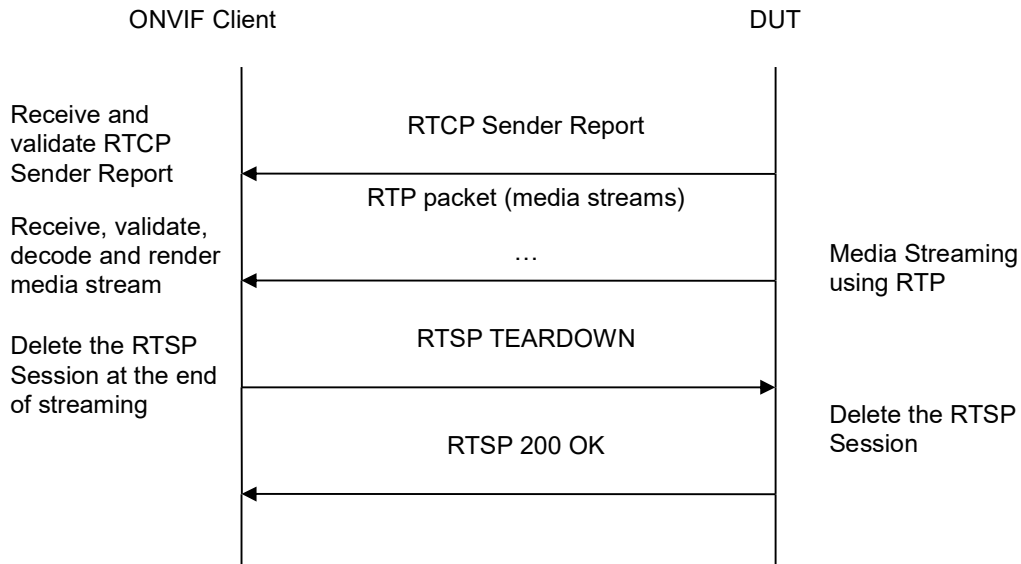 ONVIF Client
DUT
Receive and
validate RTCP
Sender Report
RTCP Sender Report
RTP packet (media streams)
Receive, validate,
decode and render
media stream
…
Media Streaming
using RTP
Delete the RTSP
Session at the end
of streaming
RTSP TEARDOWN
Delete the RTSP
Session
RTSP 200 OK